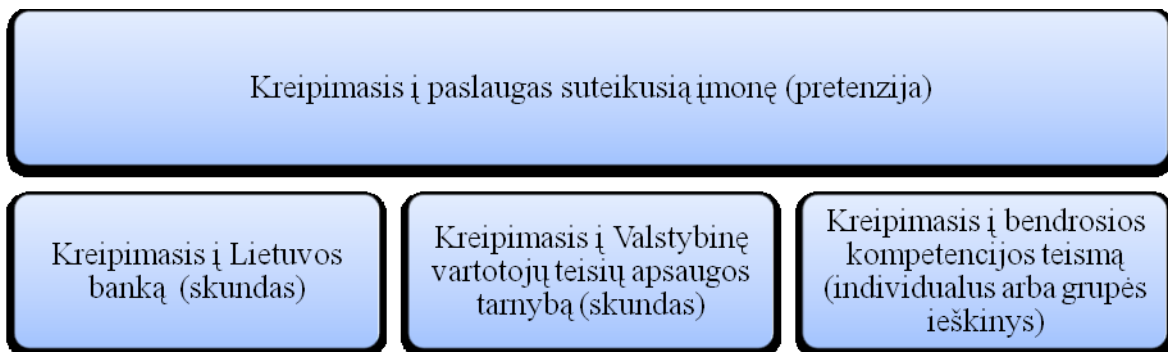 Kreipimasis į paslaugas suteikusią įmonę (pretenzija)
Kreipimasis į Lietuvos
banką (skundas)
Kreipimasis į Valstybinę
vartotojų teisių apsaugos
tarnybą (skundas)
Kreipimasis į bendrosios
kompetencijos teismą
(individualus arba grupės
ieškinys)